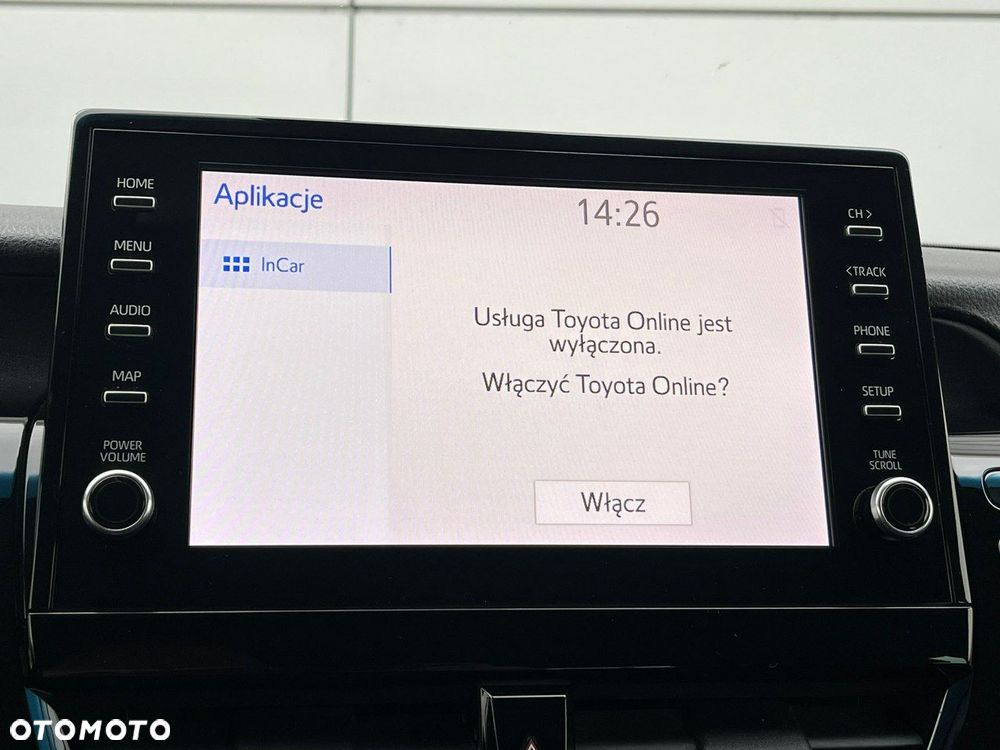 HOME
MENU
AUDIO
MAP
POWER
VOLUME
Aplikacje
14:26
InCar
Usługa Toyota Online jest
wyłączona.
Włączyć Toyota Online?
Włącz
CH>
<TRACK
PHONE
SETUP
TUNE
SCROLL
OTOMOTO